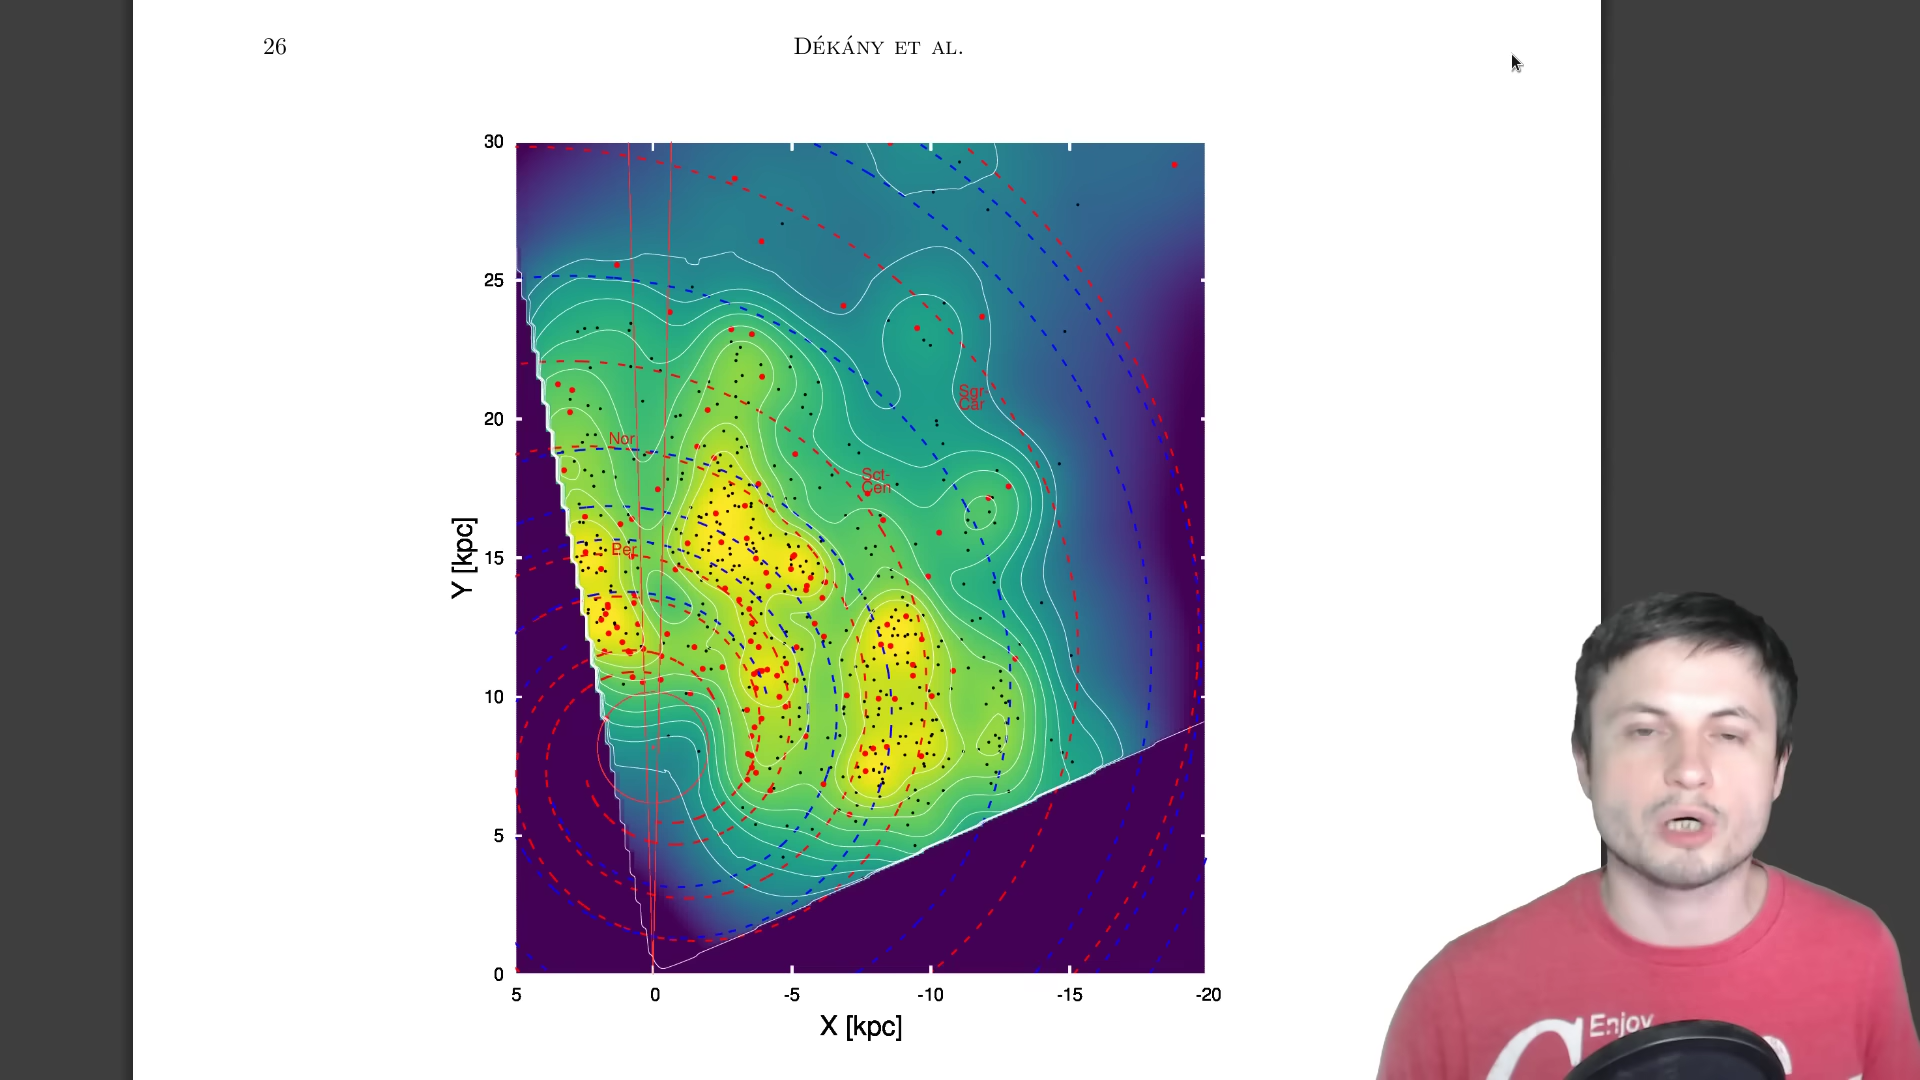 26
DÉKÁNY ET AL.
30
25
20
15
10
5
0
Y [kpc]
Sgr-
Car
Nor
Sct-
Cen
Per
5
0
-5
-10
-15
-20
X [kpc]
Enjoy